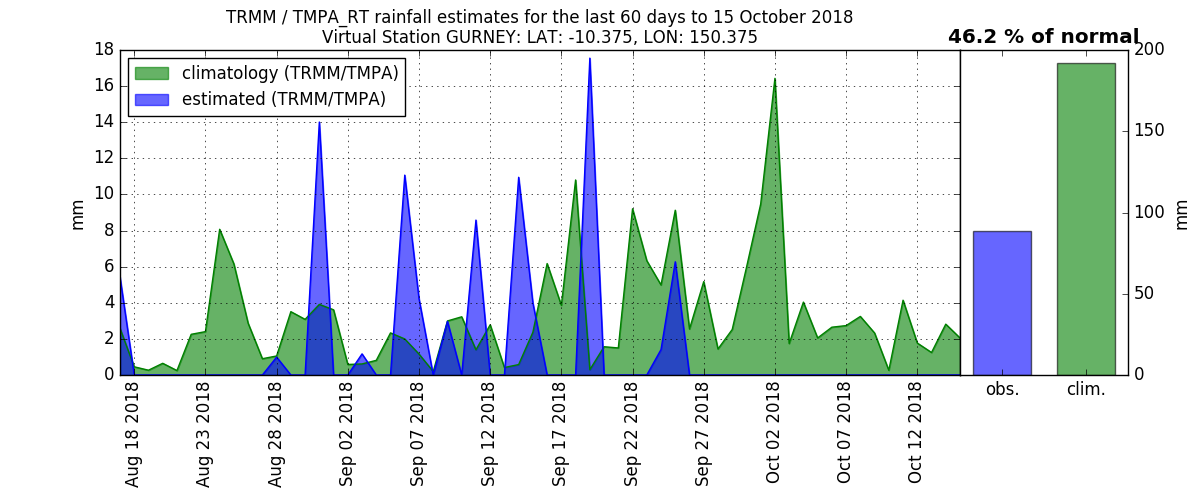 TRMM / TMPA_RT rainfall estimates for the last 60 days to 15 October 2018
Virtual Station GURNEY: LAT: -10.375, LON: 150.375
46.2 % of normal
climatology (TRMM/TMPA)
estimated (TRMM/TMPA)
18
16
14
12
10
8
6
4
2
0
mm
Aug 18 2018
Aug 23 2018
Aug 28 2018
Sep 02 2018
Sep 07 2018
Sep 12 2018
Sep 17 2018
Sep 22 2018
Sep 27 2018
Oct 02 2018
Oct 07 2018
Oct 12 2018
200
150
100
50
0
mm
obs.
clim.